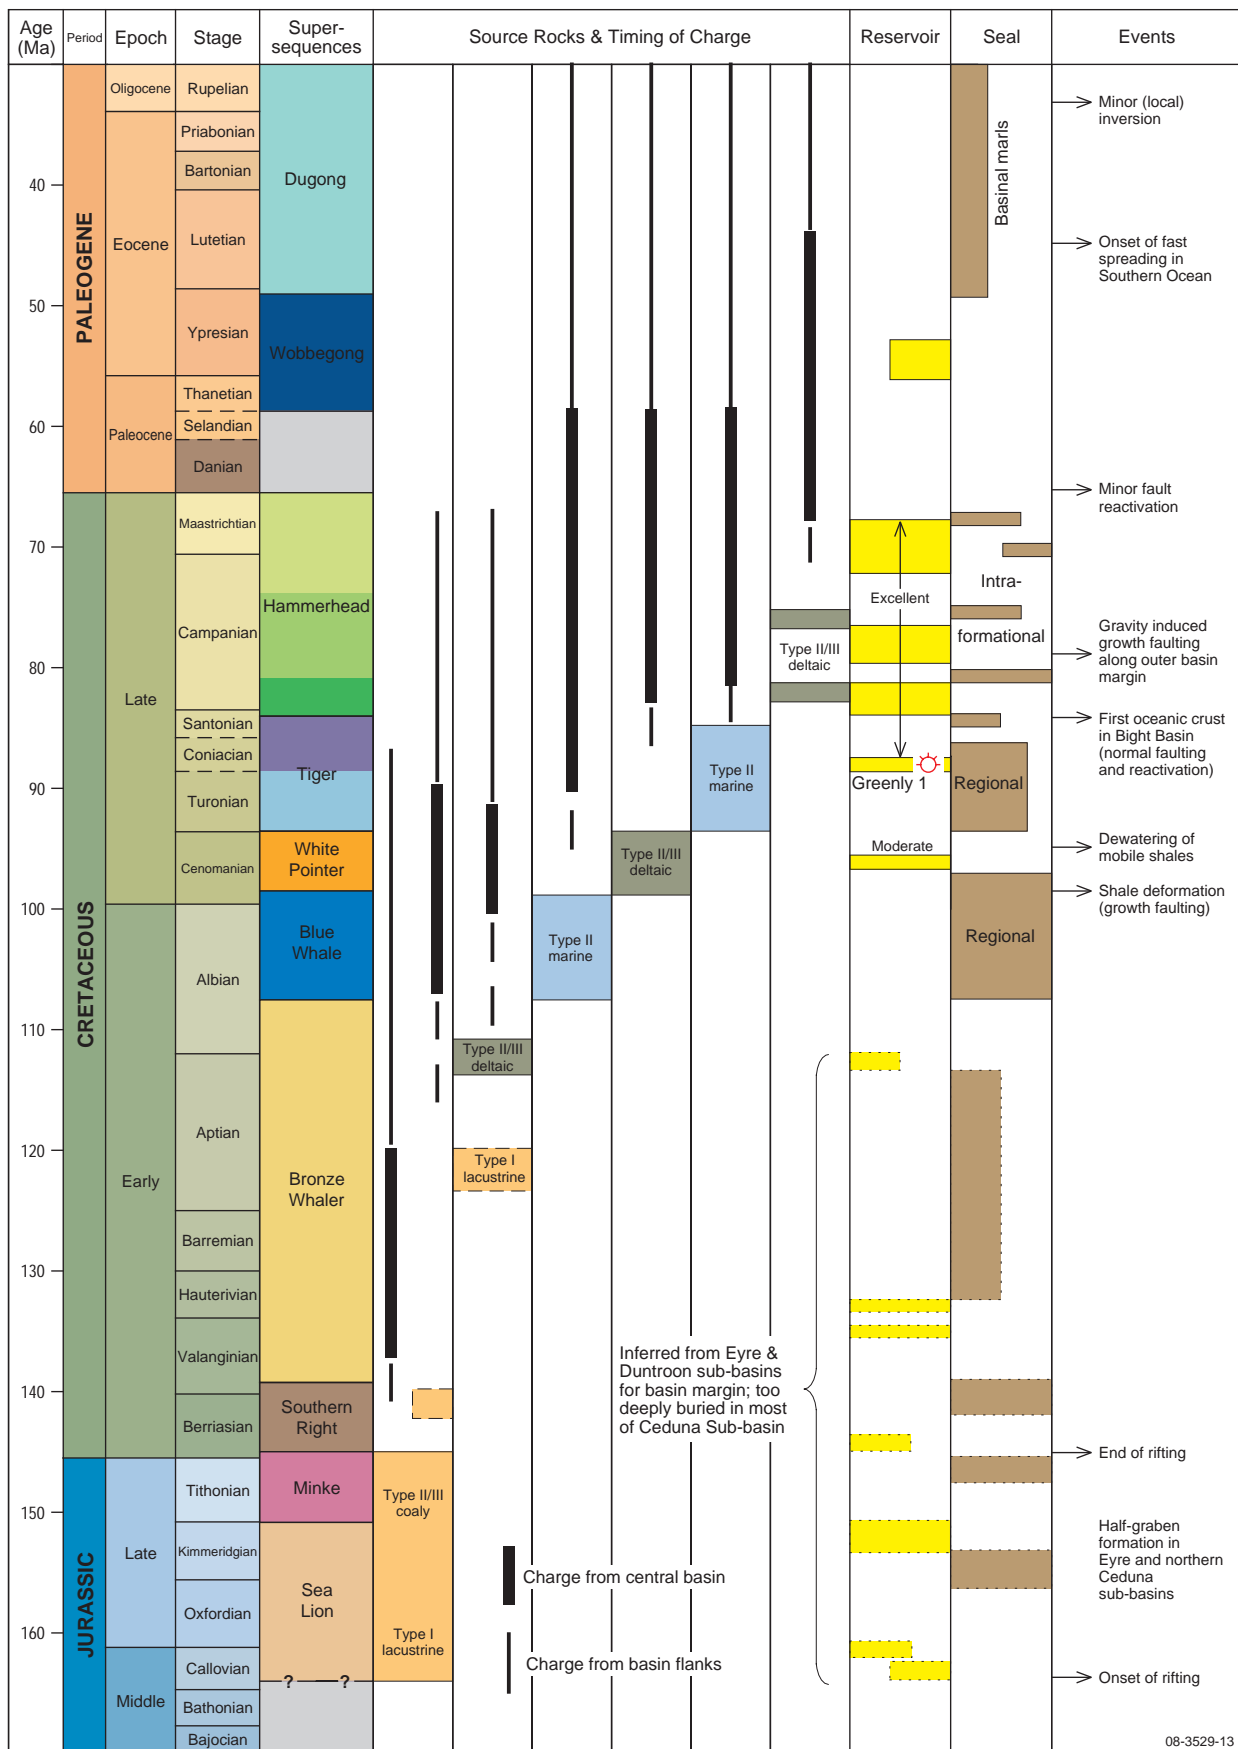 Age
(Ma)
Period
Epoch
Stage
Super-
sequences
Source Rocks & Timing of Charge
Reservoir
Seal
Events
40
50
60
70
80
90
100
110
120
130
140
150
160
PALEOGENE
CRETACEOUS
JURASSIC
Oligocene
Eocene
Paleocene
Late
Early
Late
Middle
Rupelian
Priabonian
Bartonian
Lutetian
Ypresian
Thanetian
Selandian
Danian
Maastrichtian
Campanian
Santonian
Coniacian
Turonian
Cenomanian
Albian
Aptian
Barremian
Hauterivian
Valanginian
Berriasian
Tithonian
Kimmeridgian
Oxfordian
Callovian
Bathonian
Bajocian
Dugong
Wobbegong
Hammerhead
Tiger
White
Pointer
Blue
Whale
Bronze
Whaler
Southern
Right
Minke
Sea
Lion
? ?
Type II/III
coaly
Type I
lacustrine
Type II/III
deltaic
Type I
lacustrine
Type II
marine
Type II/III
deltaic
Type II
marine
Type II/III
deltaic
Charge from central basin
Charge from basin flanks
Inferred from Eyre &
Duntroon sub-basins
for basin margin; too
deeply buried in most
of Ceduna Sub-basin
Excellent
Greenly 1
Moderate
Basinal marls
Intra-
formational
Regional
Regional
Minor (local)
inversion
Onset of fast
spreading in
Southern Ocean
Minor fault
reactivation
Gravity induced
growth faulting
along outer basin
margin
First oceanic crust
in Bight Basin
(normal faulting
and reactivation)
Dewatering of
mobile shales
Shale deformation
(growth faulting)
End of rifting
Half-graben
formation in
Eyre and northern
Ceduna
sub-basins
Onset of rifting
08-3529-13